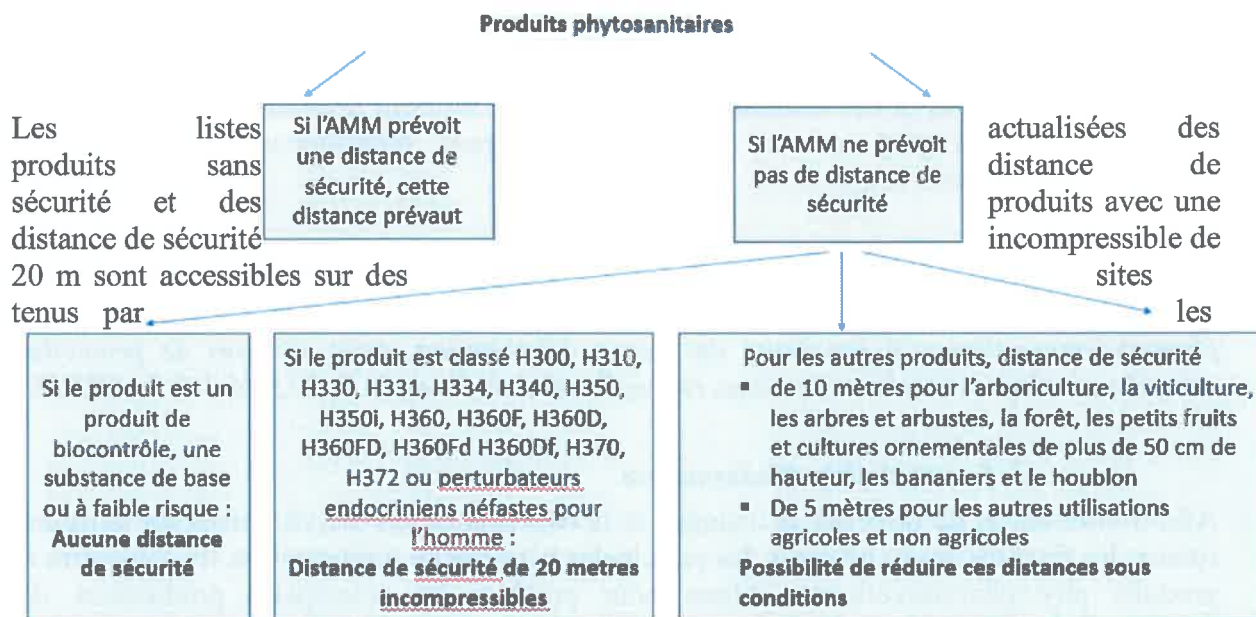 Produits phytosanitaires
Les listes
produits sans
sécurité et des
distance de sécurité
20 m sont accessibles sur des
tenus par
Si l'AMM prévoit
une distance de
sécurité, cette
distance prévaut
Si l'AMM ne prévoit
pas de distance de
sécurité
actualisées des
distance de
produits avec une
incompressible de
sites
les
Si le produit est un
produit de
biocontrôle, une
substance de base
ou à faible risque :
Aucune distance
de sécurité
Si le produit est classé H300, H310,
H330, H331, H334, H340, H350,
H350i, H360, H360F, H360D,
H360FD, H360Fd H360Df, H370,
H372 ou perturbateurs
endocriniens néfastes pour
l'homme :
Distance de sécurité de 20 metres
incompressibles
Pour les autres produits, distance de sécurité
▪ de 10 mètre pour l'arboriculture, la viticulture,
les arbres et arbustes, la forêt, les petits fruits
et cultures ornementales de plus de 50 cm de
hauteur, les bananiers et le houblon
▪ De 5 mètres pour les autres utilisations
agricoles et non agricoles
Possibilité de réduire ces distances sous
conditions